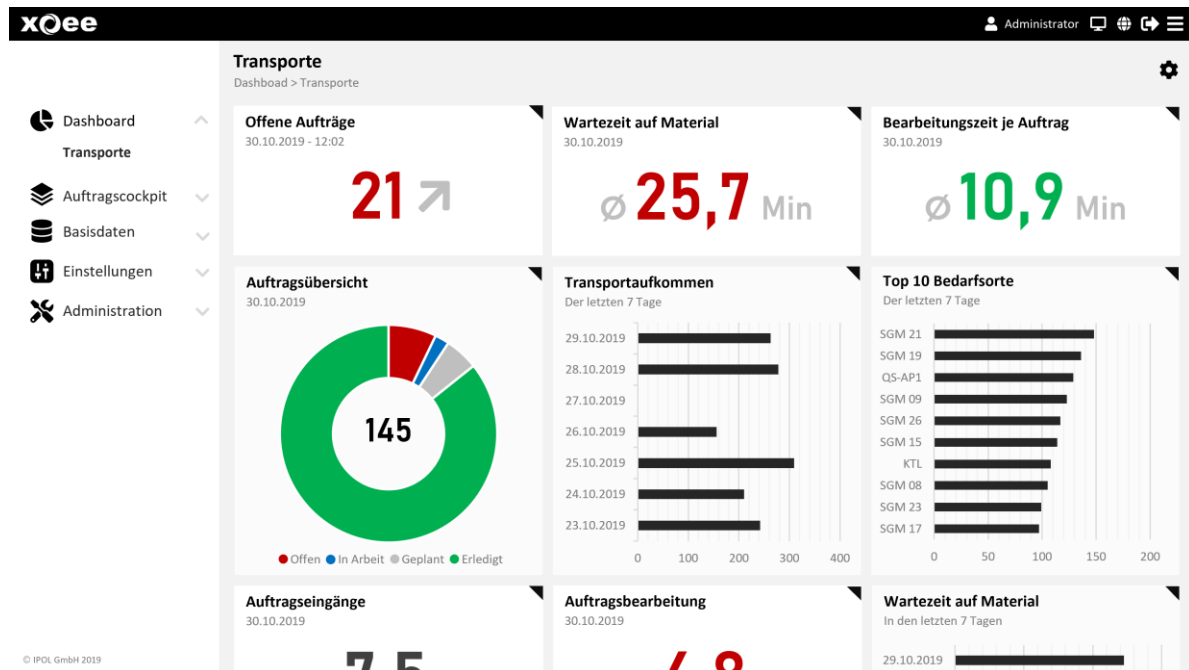 xQee
Administrator
Transporte
Dashboad > Transporte
Dashboard
Transporte
Auftragscockpit
Basisdaten
Einstellungen
Administration
Offene Aufträge
30.10.2019 - 12:02
21
Wartezeit auf Material
30.10.2019
Ø 25,7 Min
Bearbeitungszeit je Auftrag
30.10.2019
Ø 10,9 Min
Auftragsübersicht
30.10.2019
145
Offen In Arbeit Geplant Erledigt
Transportaufkommen
Der letzten 7 Tage
29.10.2019
28.10.2019
27.10.2019
26.10.2019
25.10.2019
24.10.2019
23.10.2019
0 100 200 300 400
Top 10 Bedarfsorte
Der letzten 7 Tage
SGM 21
SGM 19
QS-AP1
SGM 09
SGM 26
SGM 15
KTL
SGM 08
SGM 23
SGM 17
0 50 100 150 200
Auftragseingänge
30.10.2019
7,5
Auftragsbearbeitung
30.10.2019
Wartezeit auf Material
In den letzten 7 Tagen
29.10.2019
© IPOL GmbH 2019